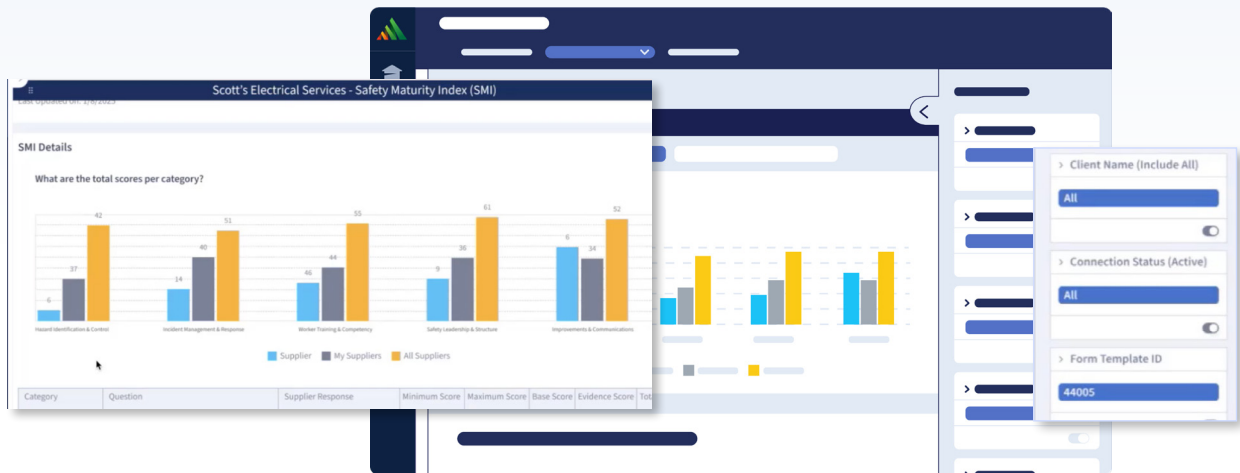 Scott's Electrical Services - Safety Maturity Index (SMI)
Last Updated on: 1/8/2025
SMI Details
What are the total scores per category?
6 37 42
14 40 51
46 44 55
9 36 61
6 34 52
Hazard Identification & Control
Incident Management & Response
Worker Training & Competency
Safety Leadership & Structure
Improvements & Communications
Supplier My Suppliers All Suppliers
Category Question Supplier Response Minimum Score Maximum Score Base Score Evidence Score Tot
Client Name (Include All)
All
Connection Status (Active)
All
Form Template ID
44005